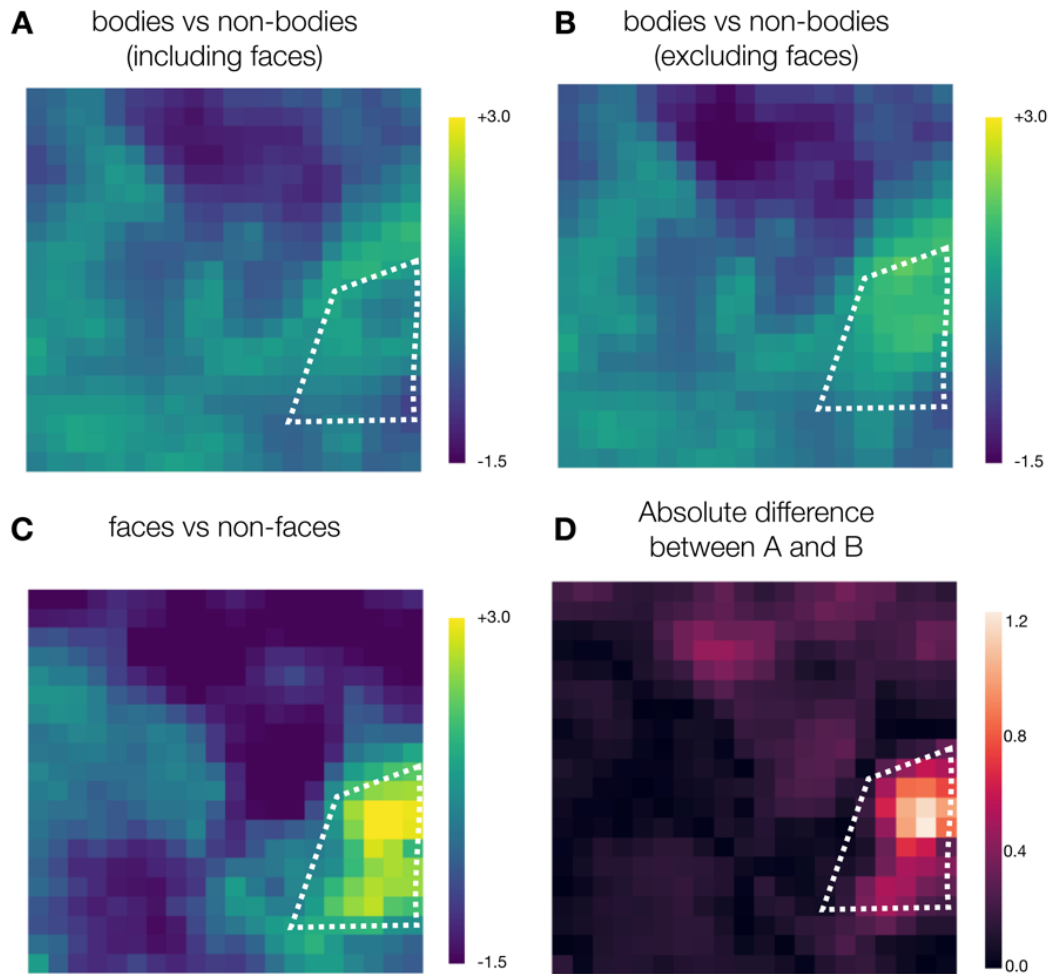 A
bodies vs non-bodies
(including faces)
+3.0
-1.5
B
bodies vs non-bodies
(excluding faces)
+3.0
-1.5
C
faces vs non-faces
+3.0
-1.5
D
Absolute difference
between A and B
1.2
0.8
0.4
0.0